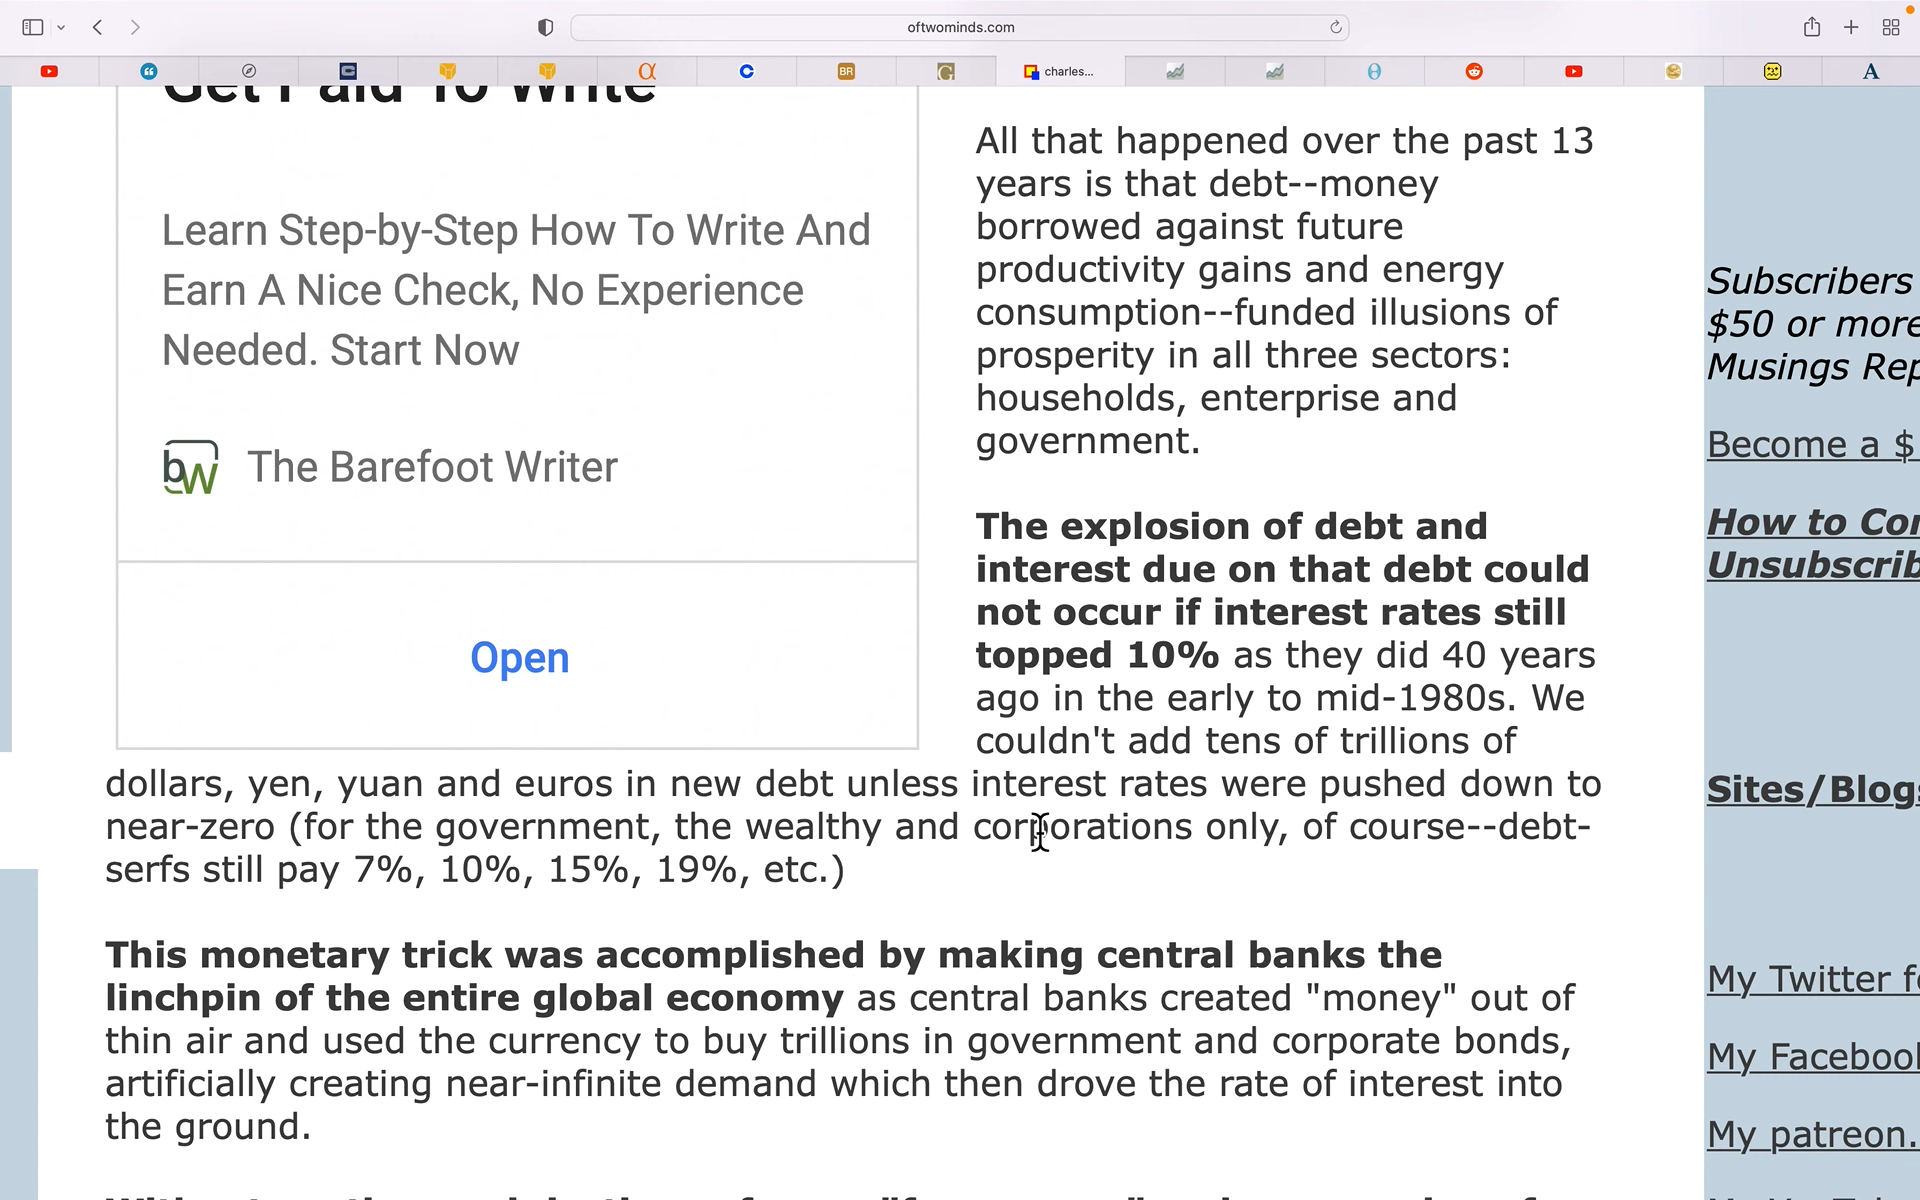 oftwominds.com
BR
G
charles...
A
Get Paid To Write
Learn Step-by-Step How To Write And
Earn A Nice Check, No Experience
Needed. Start Now
bw The Barefoot Writer
Open
All that happened over the past 13
years is that debt--money
borrowed against future
productivity gains and energy
consumption--funded illusions of
prosperity in all three sectors:
households, enterprise and
government.
The explosion of debt and
interest due on that debt could
not occur if interest rates still
topped 10% as they did 40 years
ago in the early to mid-1980s. We
couldn't add tens of trillions of
dollars, yen, yuan and euros in new debt unless interest rates were pushed down to
near-zero (for the government, the wealthy and corporations only, of course--debt-
serfs still pay 7%, 10%, 15%, 19%, etc.)
This monetary trick was accomplished by making central banks the
linchpin of the entire global economy as central banks created "money" out of
thin air and used the currency to buy trillions in government and corporate bonds,
artificially creating near-infinite demand which then drove the rate of interest into
the ground.
Subscribers
$50 or more
Musings Rep
Become a $
How to Con
Unsubscrib
Sites/Blogs
My Twitter fe
My Facebook
My patreon.